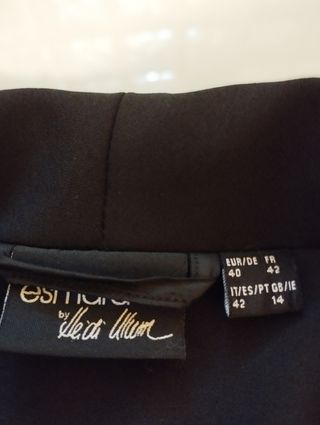 esmara
by Heidi Klum
EUR/DE FR
40 42
IT/ES/PT GB/IE
42 14